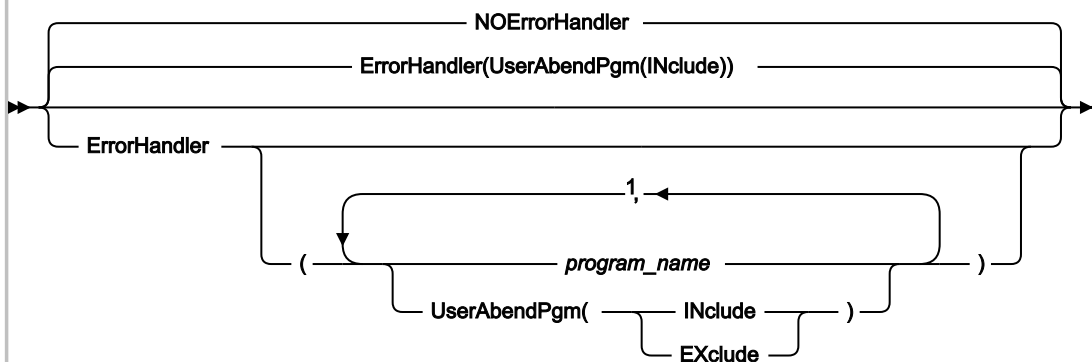 NOErrorHandler
ErrorHandler(UserAbendPgm(INclude))
ErrorHandler
1,
( program_name )
UserAbendPgm( INclude )
EXclude